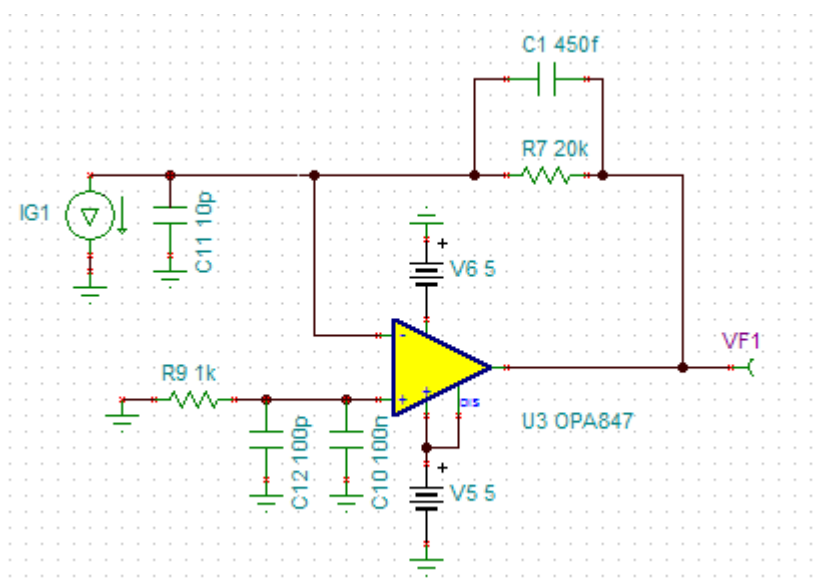 C1 450f
R7 20k
IG1
C11 10p
+
V6 5
-
VF1
R9 1k
+
+
DIS
U3 OPA847
C12 100p
C10 100n
+
V5 5